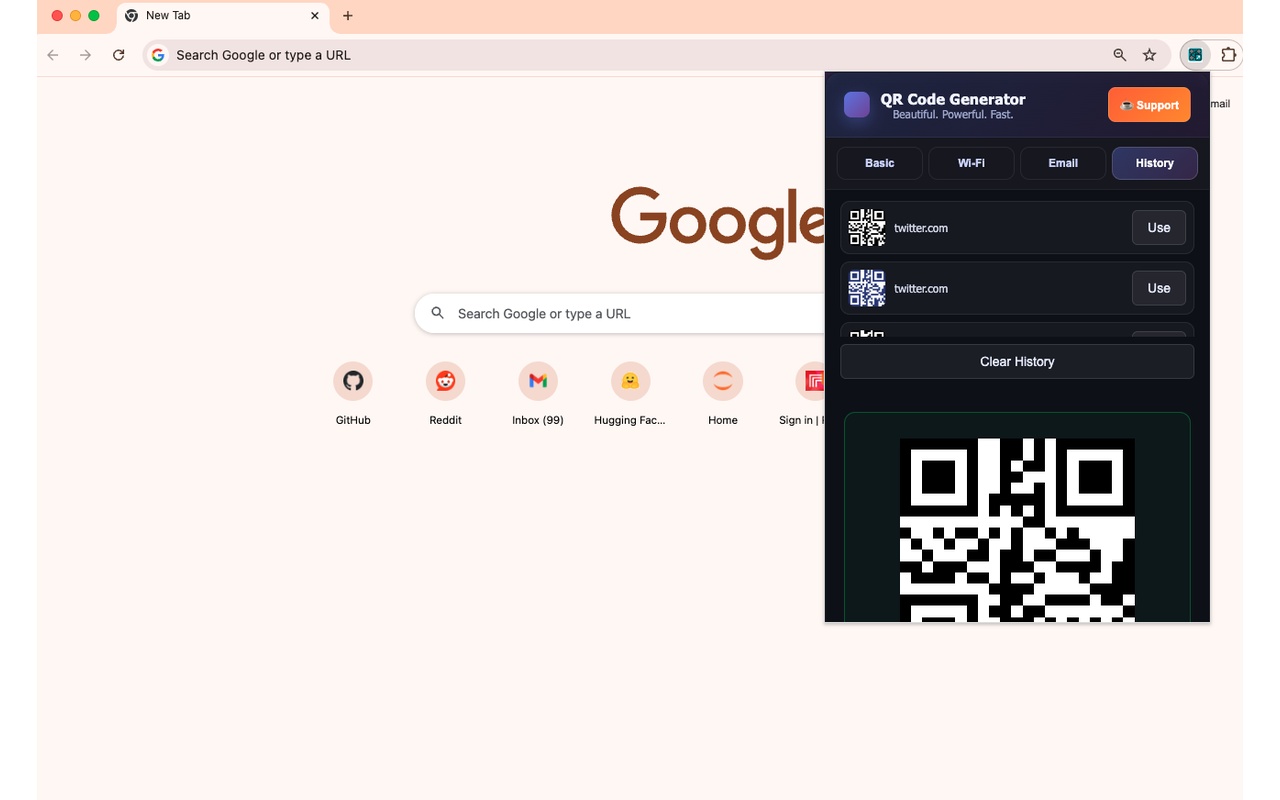 New Tab
Search Google or type a URL
mail
QR Code Generator
Beautiful. Powerful. Fast.
☕ Support
Basic
Wi-Fi
Email
History
twitter.com
Use
twitter.com
Use
Clear History
Google
Search Google or type a URL
GitHub
Reddit
Inbox (99)
Hugging Fac...
Home
Sign in |